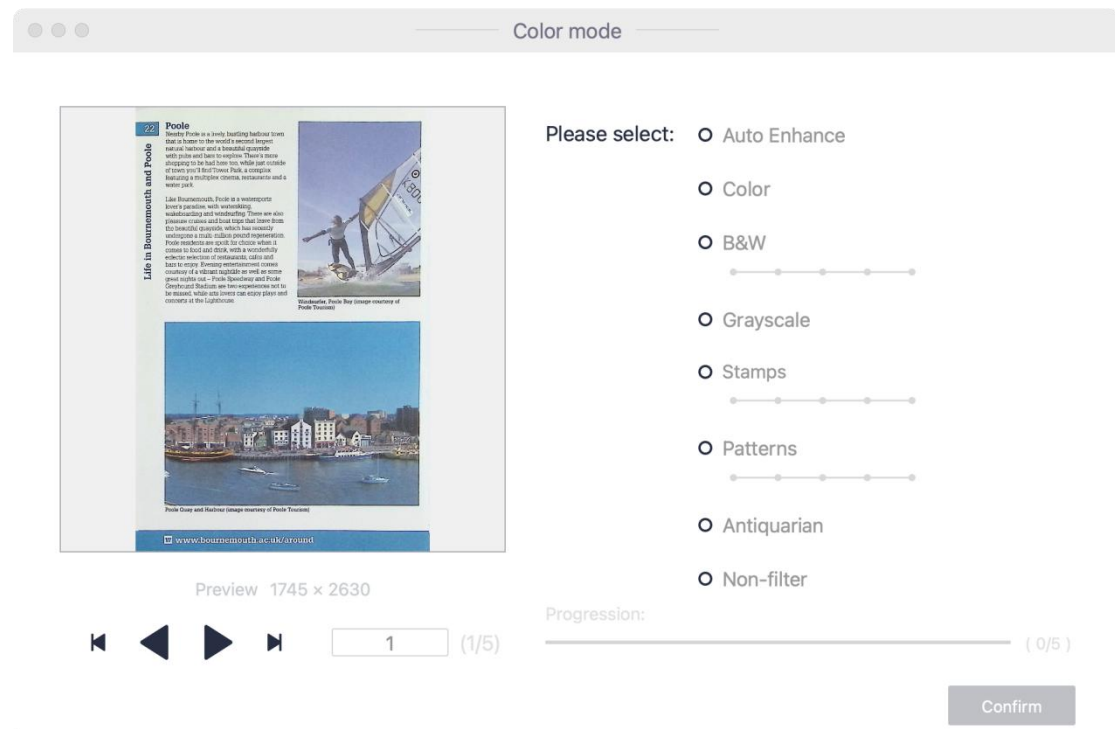 Color mode
22
Life in Bournemouth and Poole
Poole
Nearby Poole is a lively, bustling harbour town
that is home to the world's second largest
natural harbour and a beautiful quayside
with pubs and bars to explore. There's more
shopping to be had here too, while just outside
of town you'll find Tower Park, a complex
featuring a multiplex cinema, restaurants and a
water park.
Like Bournemouth, Poole is a watersports
lover's paradise, with waterskiing,
wakeboarding and windsurfing. There are also
pleasure cruises and boat trips that leave from
the beautiful quayside, which has recently
undergone a multi-million pound regeneration.
Poole residents are spoilt for choice when it
comes to food and drink, with a wonderfully
eclectic selection of restaurants, cafes and
bars to enjoy. Evening entertainment comes
courtesy of a vibrant nightlife as well as some
great nights out – Poole Speedway and Poole
Greyhound Stadium are two experiences not to
be missed, while arts lovers can enjoy plays and
concerts at the Lighthouse.
Windsurfer, Poole Bay (image courtesy of
Poole Tourism)
Poole Quay and Harbour (image courtesy of Poole Tourism)
www.bournemouth.ac.uk/around
Preview 1745 × 2630
1 (1/5)
Please select:
Auto Enhance
Color
B&W
Grayscale
Stamps
Patterns
Antiquarian
Non-filter
Progression:
( 0/5 )
Confirm